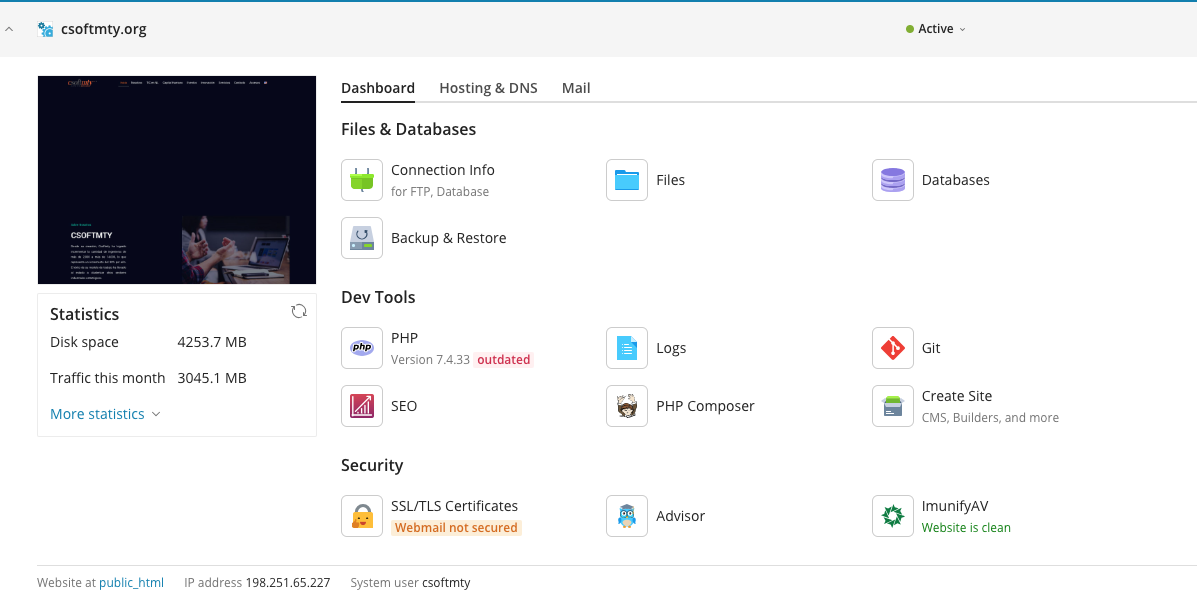 csoftmty.org
Active
Dashboard Hosting & DNS Mail
Files & Databases
Connection Info
for FTP, Database
Files
Databases
Backup & Restore
CSOFTMTY
Statistics
Disk space 4253.7 MB
Traffic this month 3045.1 MB
More statistics
Dev Tools
php
PHP
Version 7.4.33 outdated
Logs
Git
SEO
PHP Composer
Create Site
CMS, Builders, and more
Security
SSL/TLS Certificates
Webmail not secured
Advisor
ImunifyAV
Website is clean
Website at public_html IP address 198.251.65.227 System user csoftmty